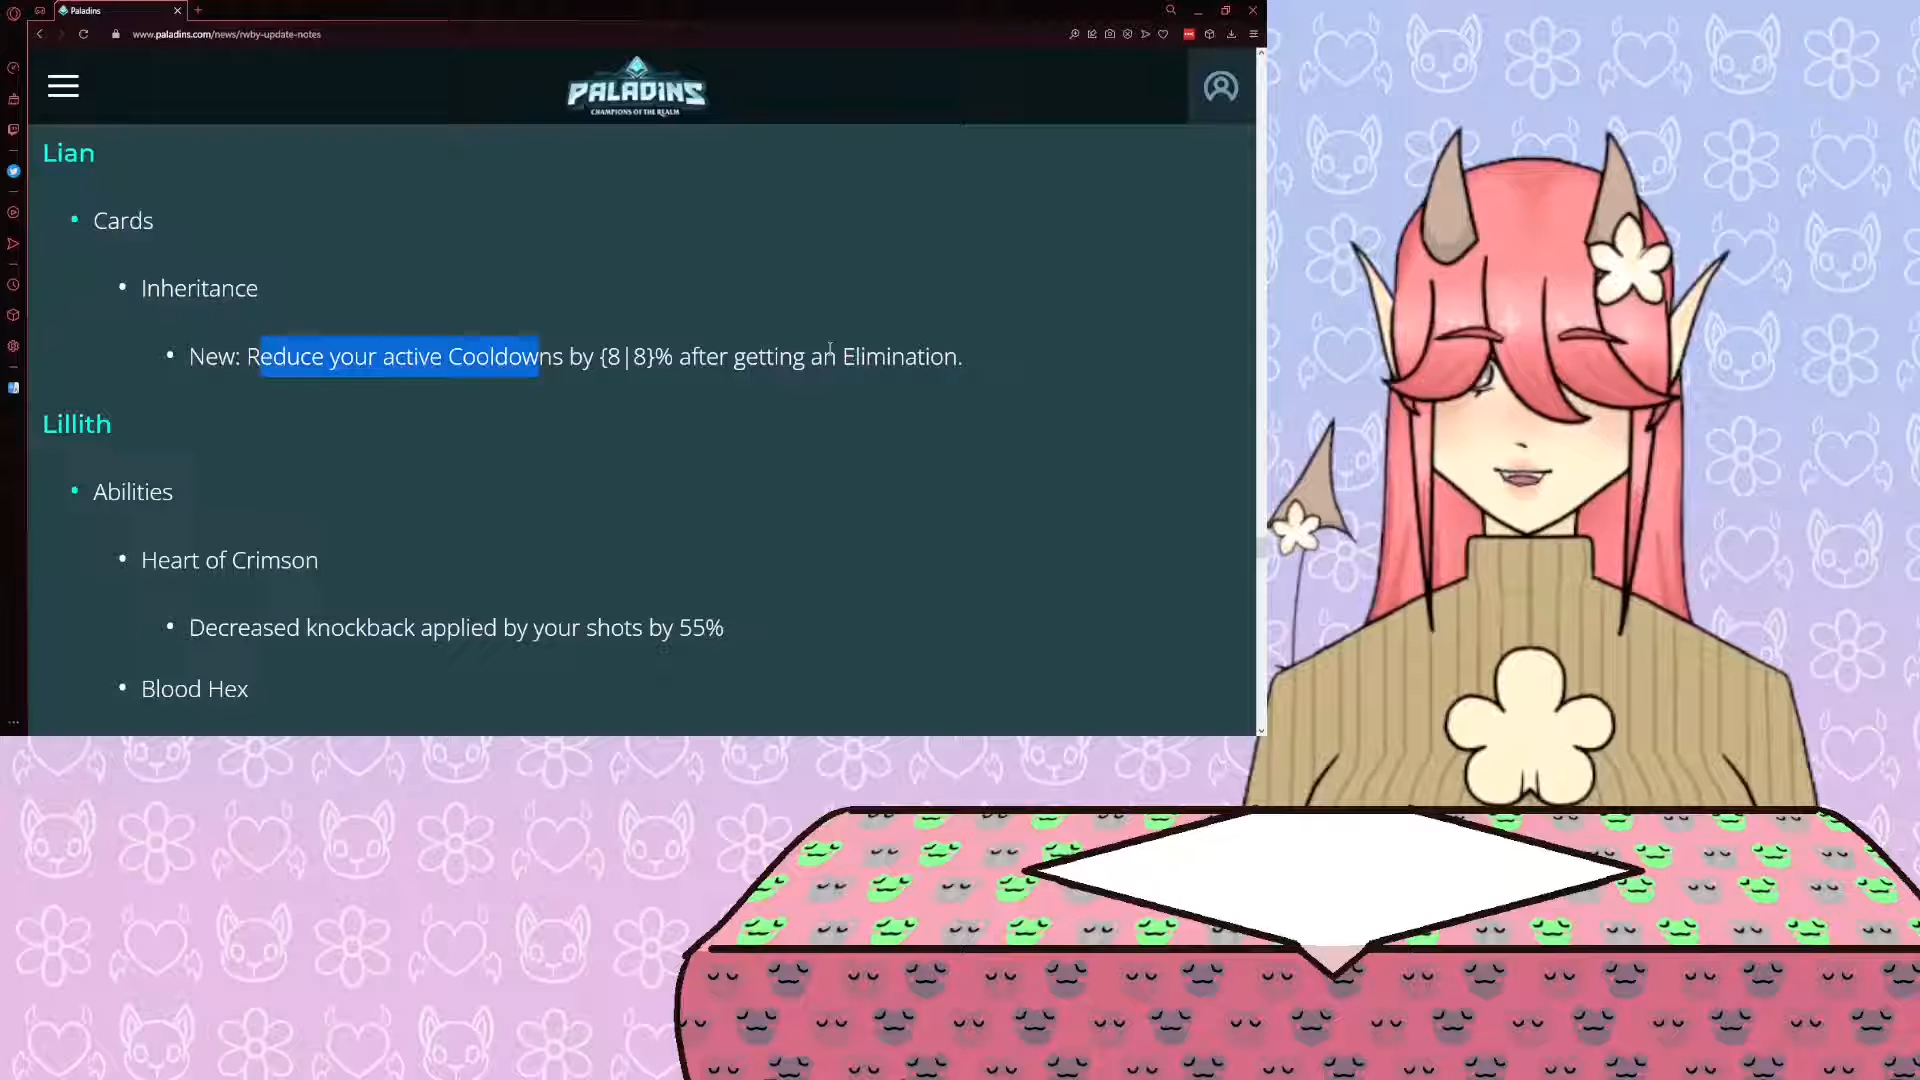 Paladins
www.paladins.com/news/rwby-update-notes
PALADINS
CHAMPIONS OF THE REALM
Lian
Cards
Inheritance
New: Reduce your active Cooldowns by {8|8}% after getting an Elimination.
Lillith
Abilities
Heart of Crimson
Decreased knockback applied by your shots by 55%
Blood Hex